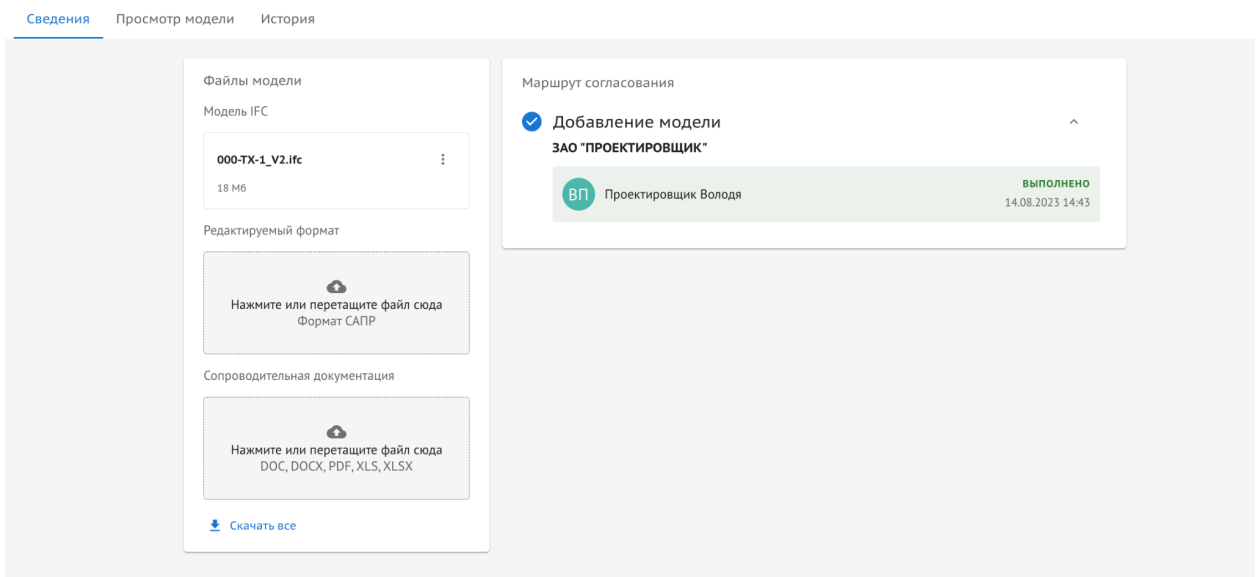 Сведения
Просмотр модели
История
Файлы модели
Модель IFC
000-TX-1_V2.ifc
18 Мб
Редактируемый формат
Нажмите или перетащите файл сюда
Формат САПР
Сопроводительная документация
Нажмите или перетащите файл сюда
DOC, DOCX, PDF, XLS, XLSX
Скачать все
Маршрут согласования
Добавление модели
ЗАО "ПРОЕКТИРОВЩИК"
ВП
Проектировщик Володя
ВЫПОЛНЕНО
14.08.2023 14:43